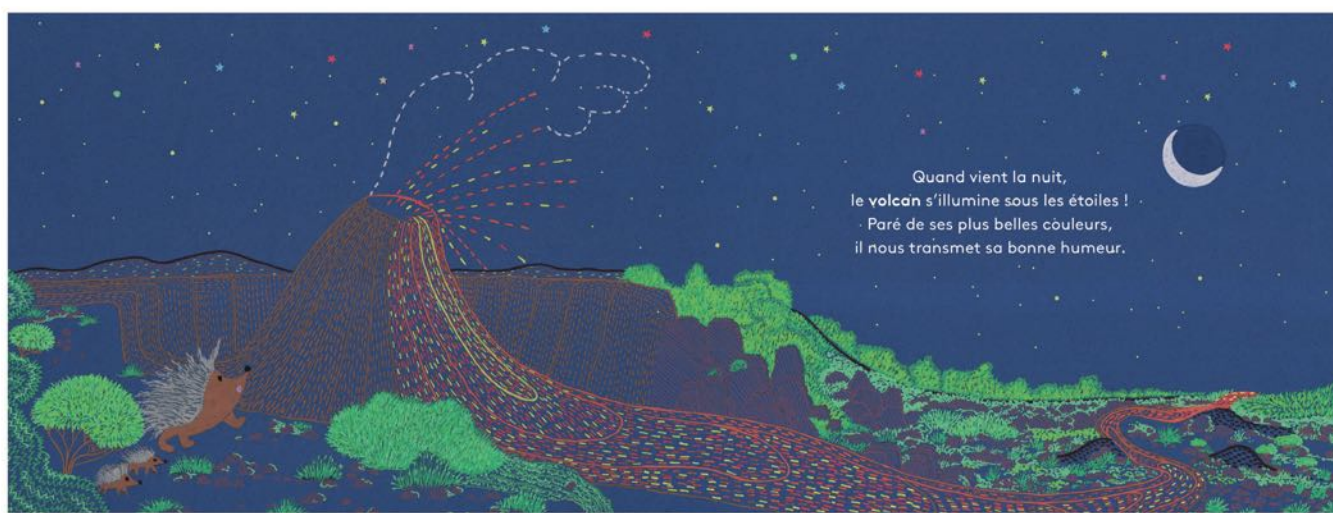 Quand vient la nuit,
le volcan s'illumine sous les étoiles !
Paré de ses plus belles couleurs,
il nous transmet sa bonne humeur.